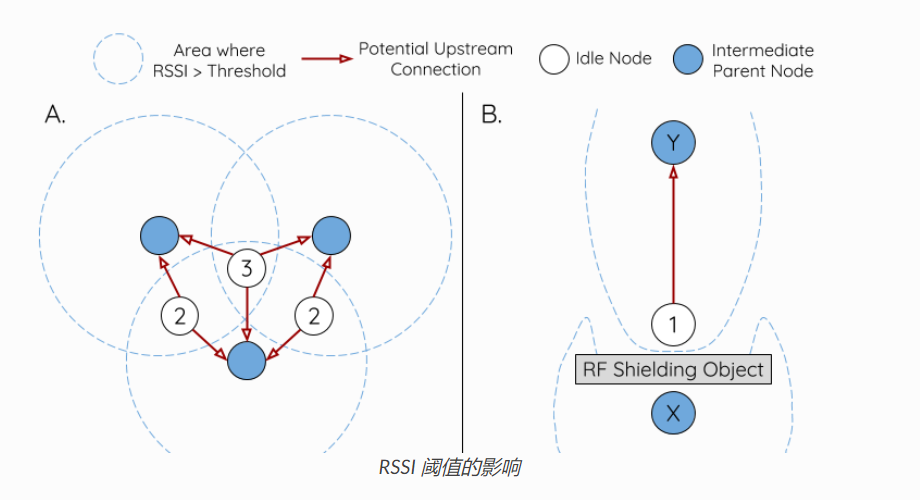 Area where
RSSI > Threshold
Potential Upstream
Connection
Idle Node
Intermediate
Parent Node
A.
3
2
2
B.
Y
1
RF Shielding Object
X
RSSI 阈值的影响